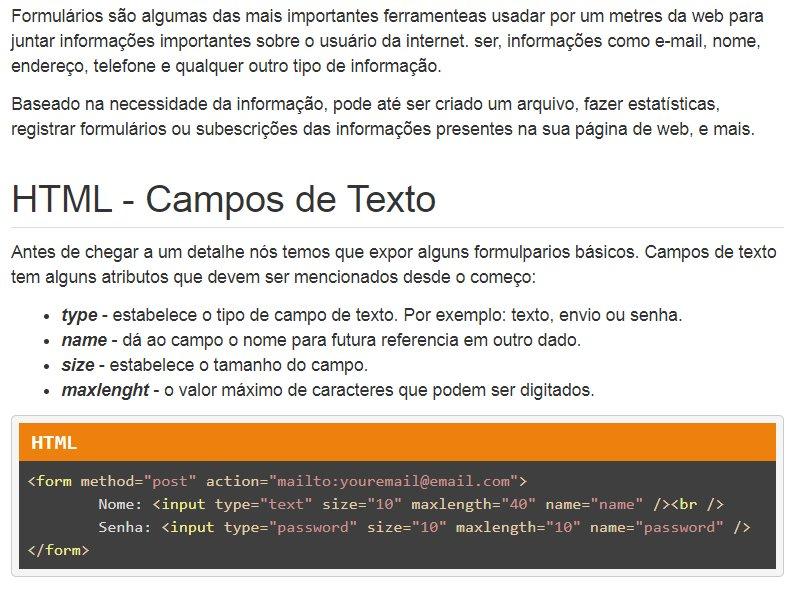 Formulários são algumas das mais importantes ferramenteas usadar por um metres da web para
juntar informações importantes sobre o usuário da internet. ser, informações como e-mail, nome,
endereço, telefone e qualquer outro tipo de informação.
Baseado na necessidade da informação, pode até ser criado um arquivo, fazer estatísticas,
registrar formulários ou subescrições das informações presentes na sua página de web, e mais.
HTML - Campos de Texto
Antes de chegar a um detalhe nós temos que expor alguns formulparios básicos. Campos de texto
tem alguns atributos que devem ser mencionados desde o começo:
• type - estabelece o tipo de campo de texto. Por exemplo: texto, envio ou senha.
• name - dá ao campo o nome para futura referencia em outro dado.
• size - estabelece o tamanho do campo.
• maxlenght - o valor máximo de caracteres que podem ser digitados.
HTML
<form method="post" action="mailto:youremail@email.com">
Nome: <input type="text" size="10" maxlength="40" name="name" /><br />
Senha: <input type="password" size="10" maxlength="10" name="password" />
</form>